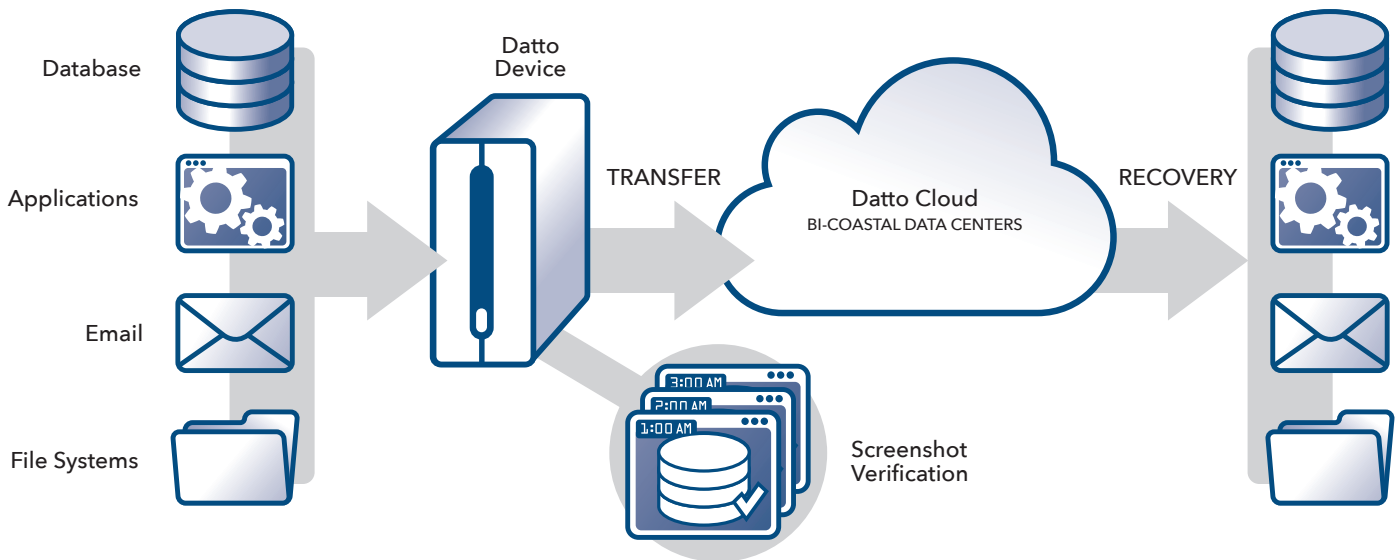 Database
Applications
Email
File Systems
Datto
Device
TRANSFER
Datto Cloud
BI-COASTAL DATA CENTERS
RECOVERY
3:00 AM
2:00 AM
1:00 AM
Screenshot
Verification